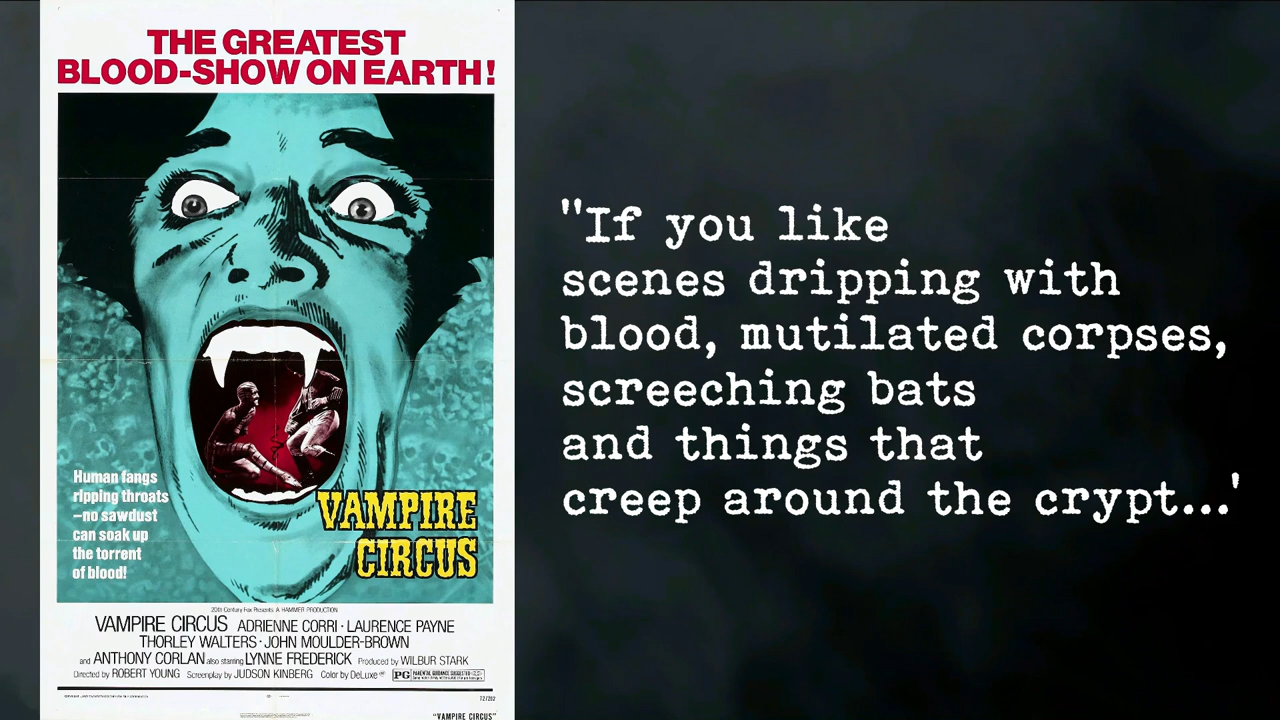 THE GREATEST
BLOOD-SHOW ON EARTH!
Human fangs
ripping throats
–no sawdust
can soak up
the torrent
of blood!
VAMPIRE
CIRCUS
20th Century Fox Presents A HAMMER PRODUCTION
VAMPIRE CIRCUS ADRIENNE CORRI · LAURENCE PAYNE
THORLEY WALTERS · JOHN MOULDER-BROWN
and ANTHONY CORLAN also starring LYNNE FREDERICK Produced by WILBUR STARK
Directed by ROBERT YOUNG Screenplay by JUDSON KINBERG Color by DeLuxe® PG PARENTAL GUIDANCE SUGGESTED
72/282
"VAMPIRE CIRCUS"
"If you like
scenes dripping with
blood, mutilated corpses,
screeching bats
and things that
creep around the crypt...'